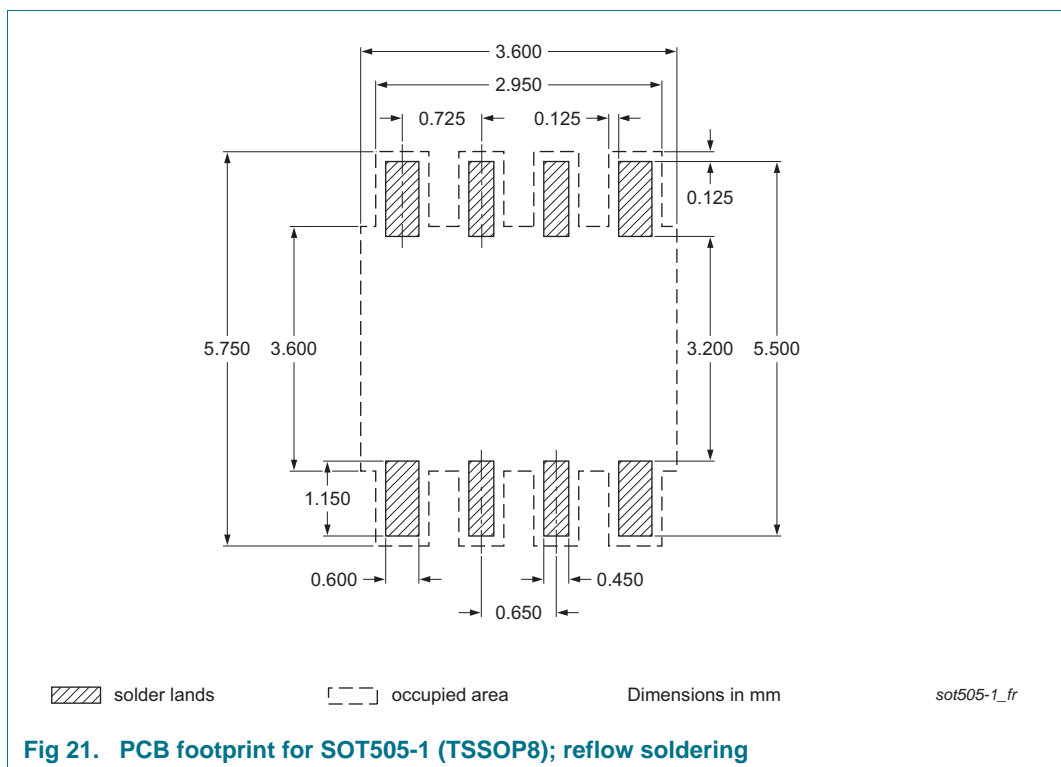 3.600
2.950
0.725
0.125
0.125
5.750
3.600
3.200
5.500
1.150
0.600
0.450
0.650
solder lands
occupied area
Dimensions in mm
sot505-1_fr
Fig 21. PCB footprint for SOT505-1 (TSSOP8); reflow soldering